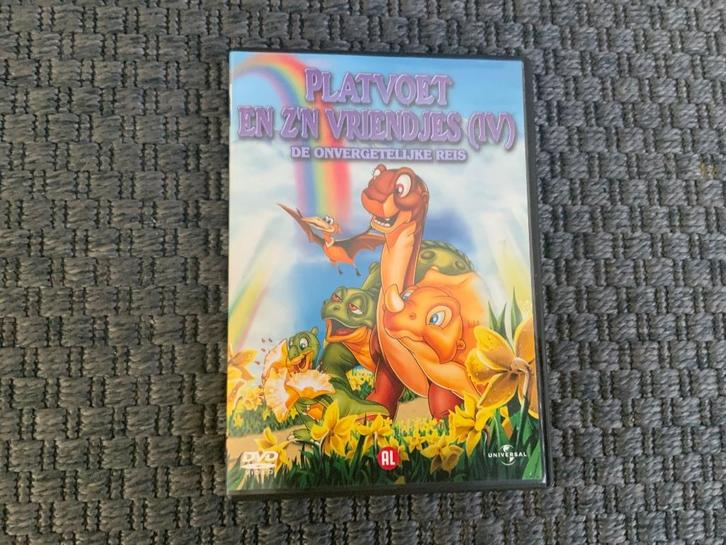 PLATVOET
EN Z'N VRIENDJES (IV)
DE ONVERGETELIJKE REIS
DVD
AL
UNIVERSAL